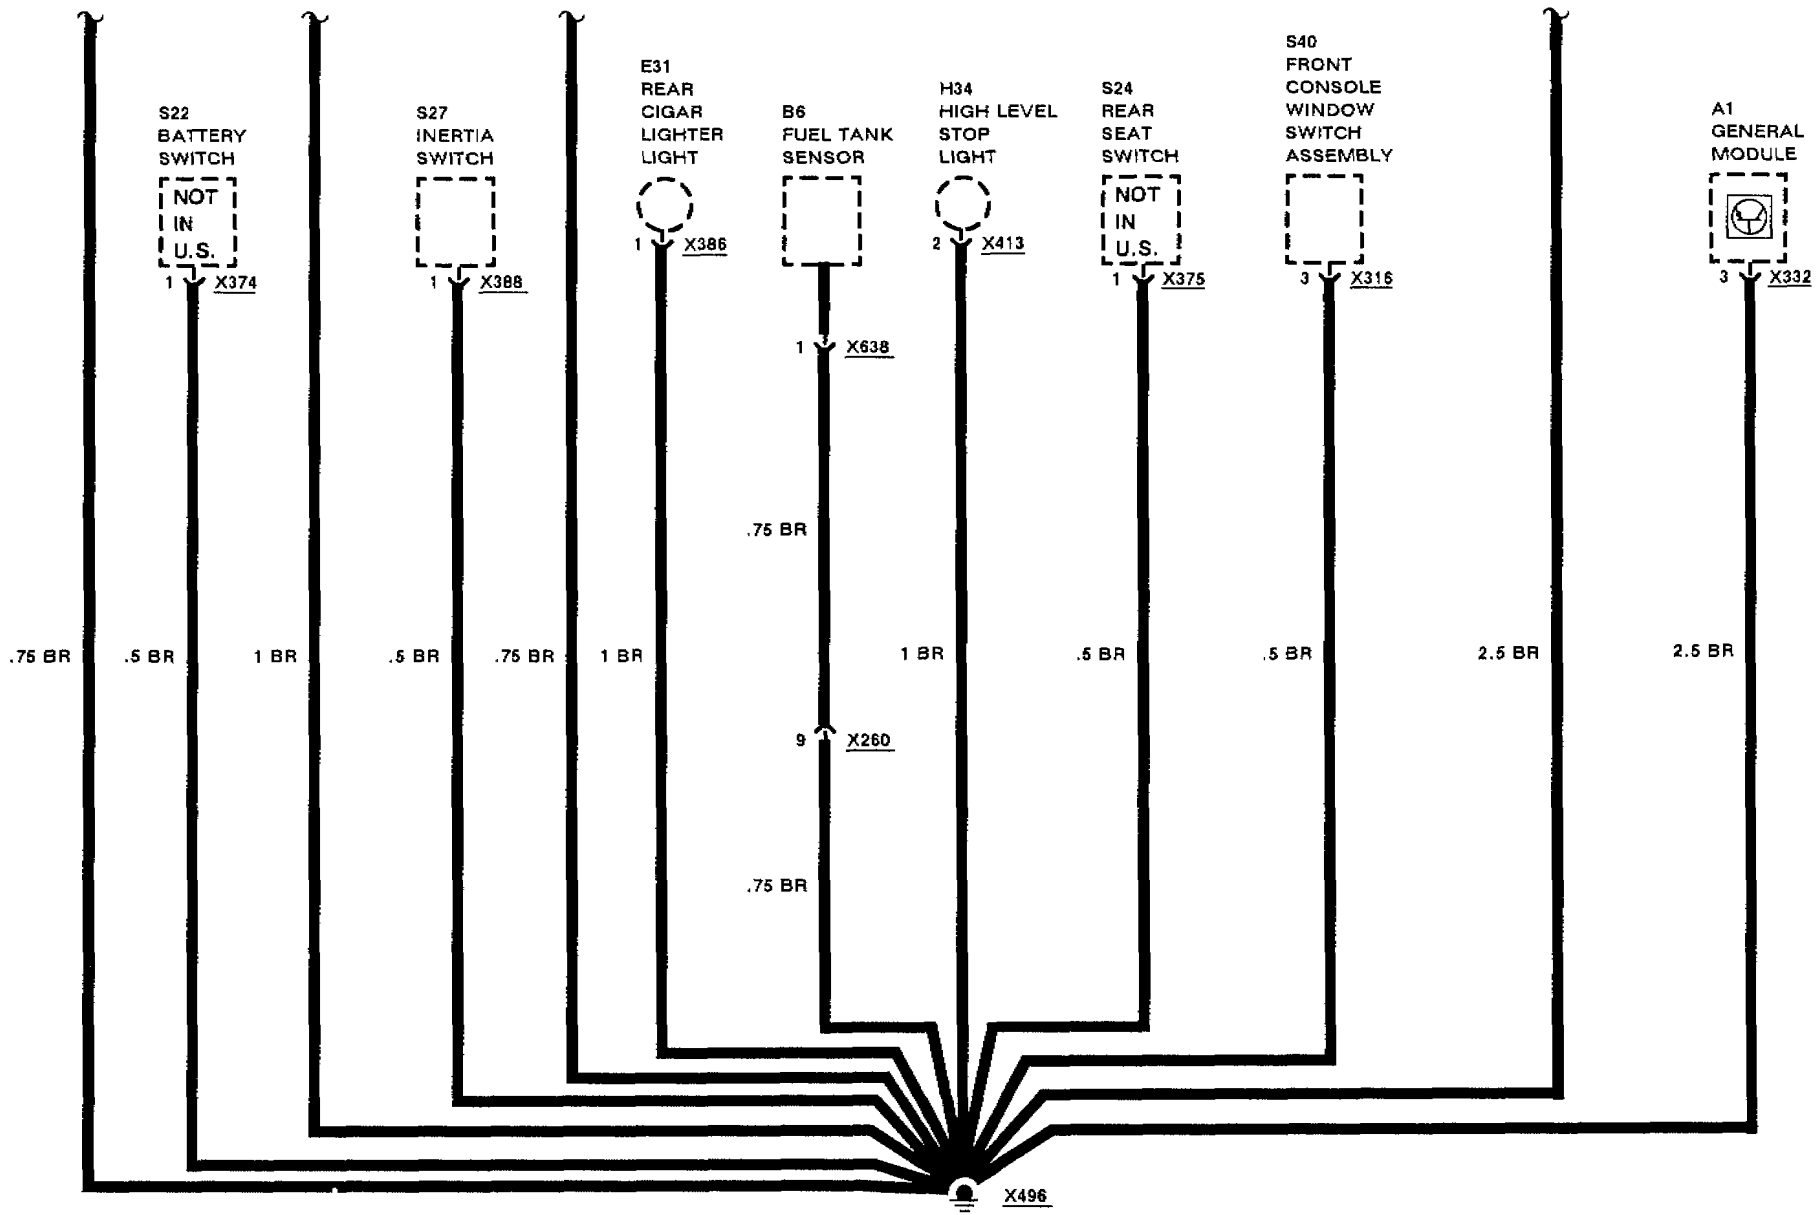 S22
BATTERY
SWITCH
NOT
IN
U.S.
1 X374
S27
INERTIA
SWITCH
1 X388
E31
REAR
CIGAR
LIGHTER
LIGHT
1 X386
B6
FUEL TANK
SENSOR
1 X638
H34
HIGH LEVEL
STOP
LIGHT
2 X413
S24
REAR
SEAT
SWITCH
NOT
IN
U.S.
1 X375
S40
FRONT
CONSOLE
WINDOW
SWITCH
ASSEMBLY
3 X316
A1
GENERAL
MODULE
3 X332
.75 BR
.75 BR .5 BR 1 BR .5 BR .75 BR 1 BR 1 BR .5 BR .5 BR 2.5 BR 2.5 BR
9 X260
.75 BR
X496